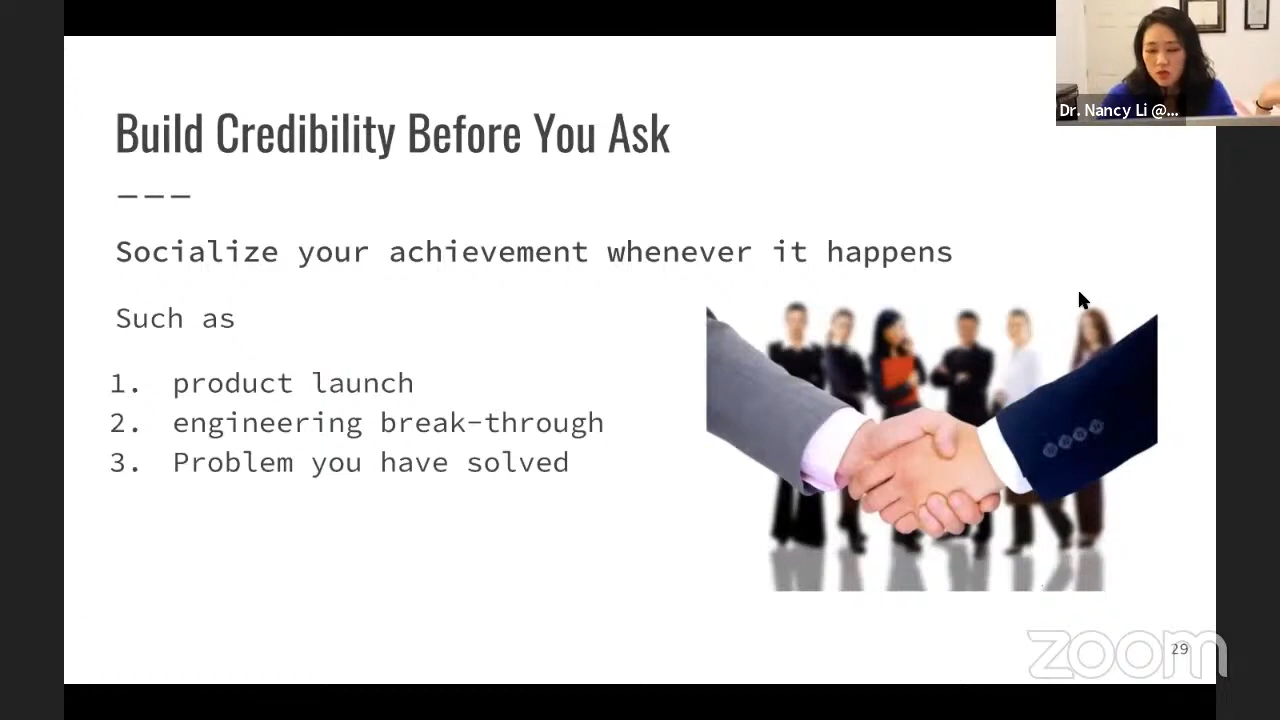 Dr. Nancy Li @...
Build Credibility Before You Ask
Socialize your achievement whenever it happens
Such as
1. product launch
2. engineering break-through
3. Problem you have solved
29
zoom